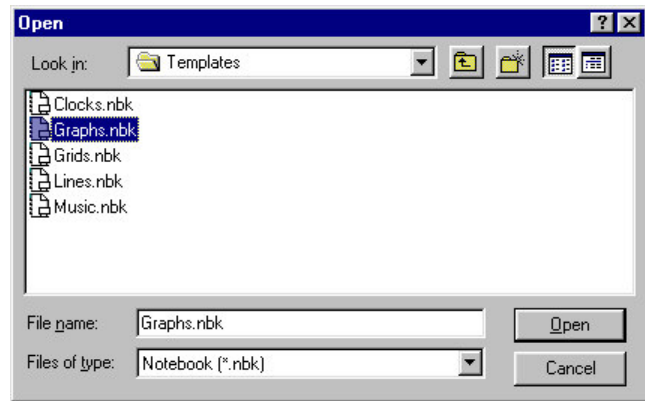 Open
Look in: Templates
Clocks.nbk
Graphs.nbk
Grids.nbk
Lines.nbk
Music.nbk
File name: Graphs.nbk Open
Files of type: Notebook (*.nbk) Cancel